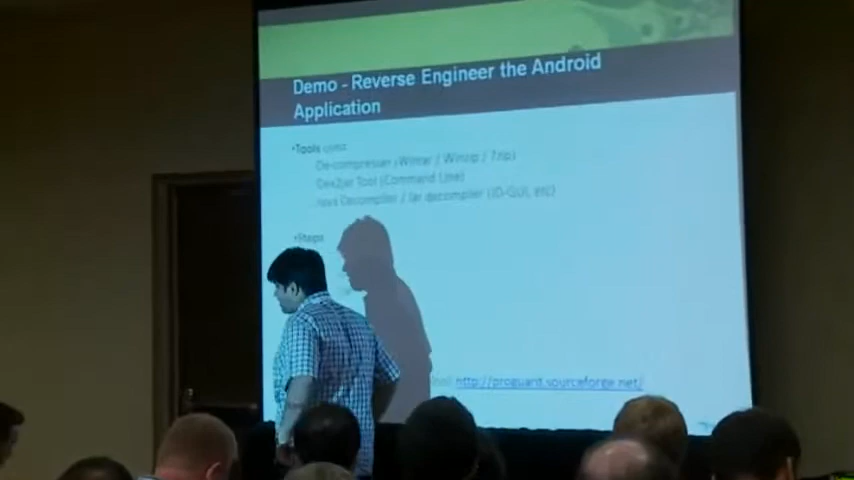 Demo - Reverse Engineer the Android
Application
•Tools used
De-compresser (Winrar / Winzip / 7zip)
Dex2jar Tool (Command Line)
Java Decompiler / Jar decompiler (JD-GUI, etc)
•Steps
tool http://proguard.sourceforge.net/